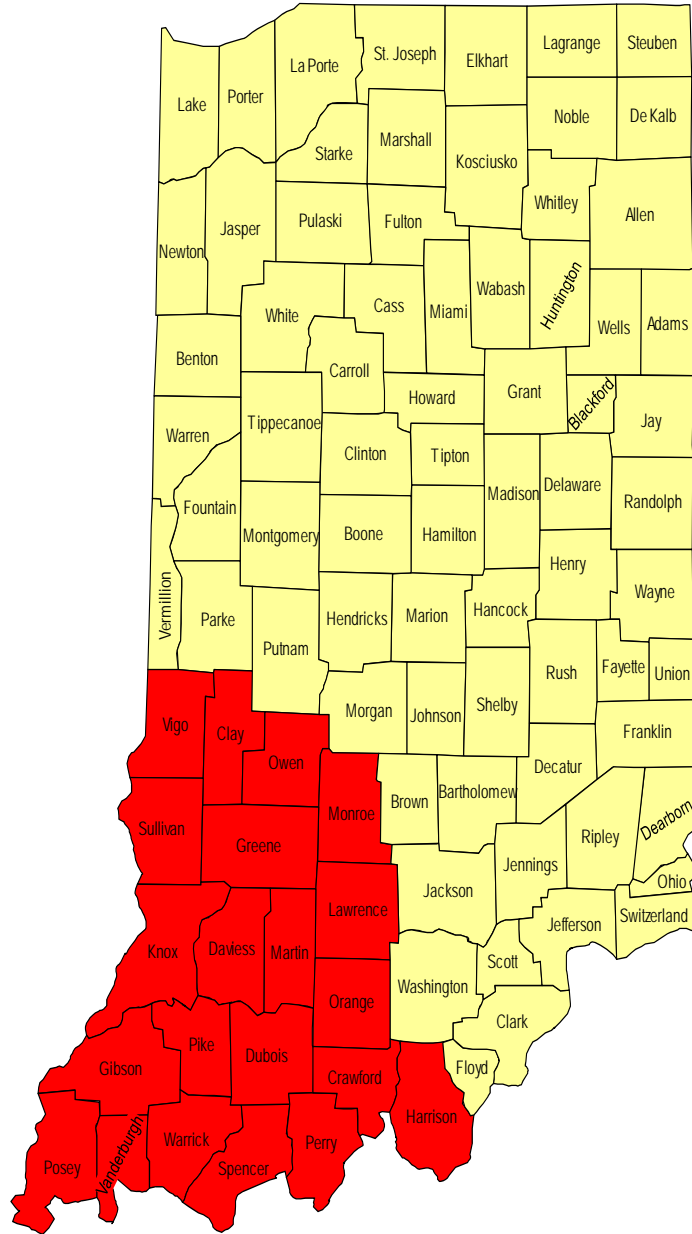 St. Joseph
Lagrange
Steuben
Elkhart
La Porte
Lake
Porter
Noble
De Kalb
Marshall
Starke
Kosciusko
Whitley
Allen
Pulaski
Fulton
Jasper
Newton
Wabash
Huntington
Miami
Cass
White
Wells
Adams
Benton
Carroll
Grant
Howard
Blackford
Jay
Tippecanoe
Warren
Clinton
Tipton
Madison
Delaware
Randolph
Fountain
Montgomery
Boone
Hamilton
Henry
Wayne
Vermillion
Parke
Hendricks
Marion
Hancock
Putnam
Rush
Fayette
Union
Morgan
Johnson
Shelby
Vigo
Clay
Franklin
Owen
Decatur
Brown
Bartholomew
Monroe
Dearborn
Sullivan
Ripley
Greene
Jennings
Ohio
Jackson
Lawrence
Switzerland
Jefferson
Knox
Daviess
Martin
Scott
Washington
Orange
Clark
Pike
Dubois
Gibson
Floyd
Crawford
Harrison
Warrick
Perry
Vanderburgh
Posey
Spencer